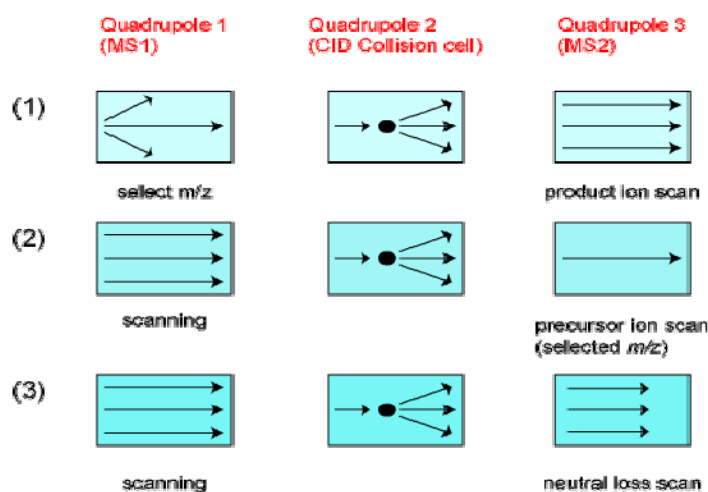 Quadrupole 1 Quadrupole 2 Quadrupole 3
(MS1) (CID Collision cell) (MS2)
(1)
select m/z product ion scan
(2)
scanning precursor ion scan
(selected m/z)
(3)
scanning neutral loss scan